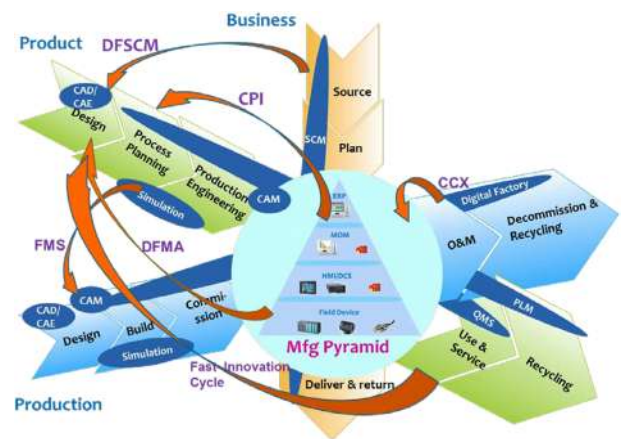 Business
Product
DFSCM
CAD/
CAE
Design
Process
Planning
Production
Engineering
Simulation
CAM
CPI
Source
SCM
Plan
CCX
Digital Factory
Decommission &
Recycling
O&M
ERP
MOM
HMI/DCS
Field Device
Mfg Pyramid
FMS
DFMA
CAD/
CAE
CAM
Design
Build
Commi-
ssion
Simulation
Production
Fast Innovation
Cycle
Deliver & return
QMS
PLM
Use &
Service
Recycling